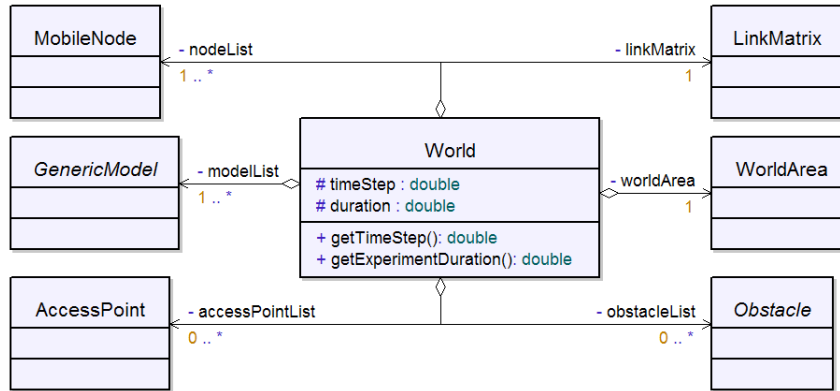 MobileNode
- nodeList
1 .. *
- linkMatrix
1
LinkMatrix
GenericModel
- modelList
1 .. *
World
# timeStep : double
# duration : double
+ getTimeStep(): double
+ getExperimentDuration(): double
- worldArea
1
WorldArea
AccessPoint
- accessPointList
0 .. *
- obstacleList
0 .. *
Obstacle